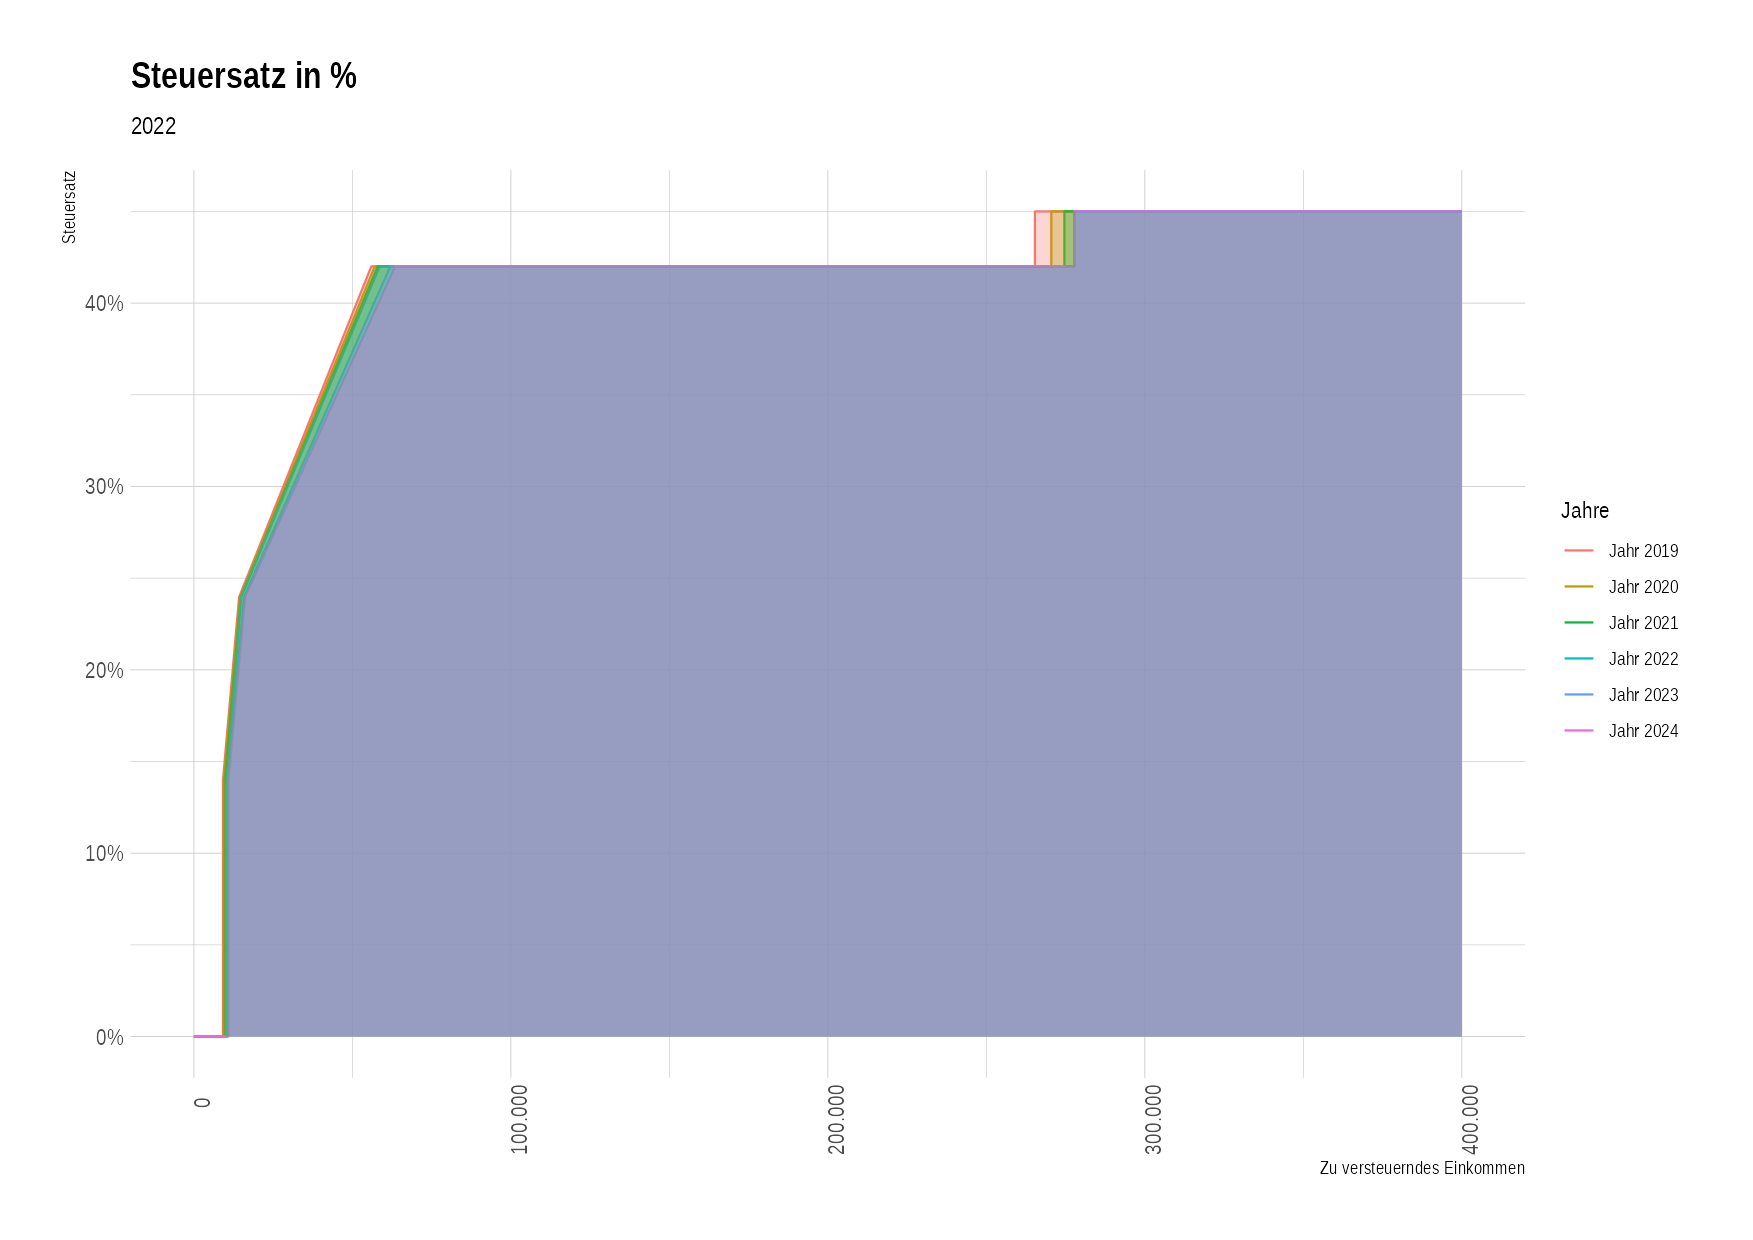 Steuersatz in %
2022
Steuersatz
40%
30%
20%
10%
0%
0
100.000
200.000
300.000
400.000
Zu versteuerndes Einkommen
Jahre
Jahr 2019
Jahr 2020
Jahr 2021
Jahr 2022
Jahr 2023
Jahr 2024